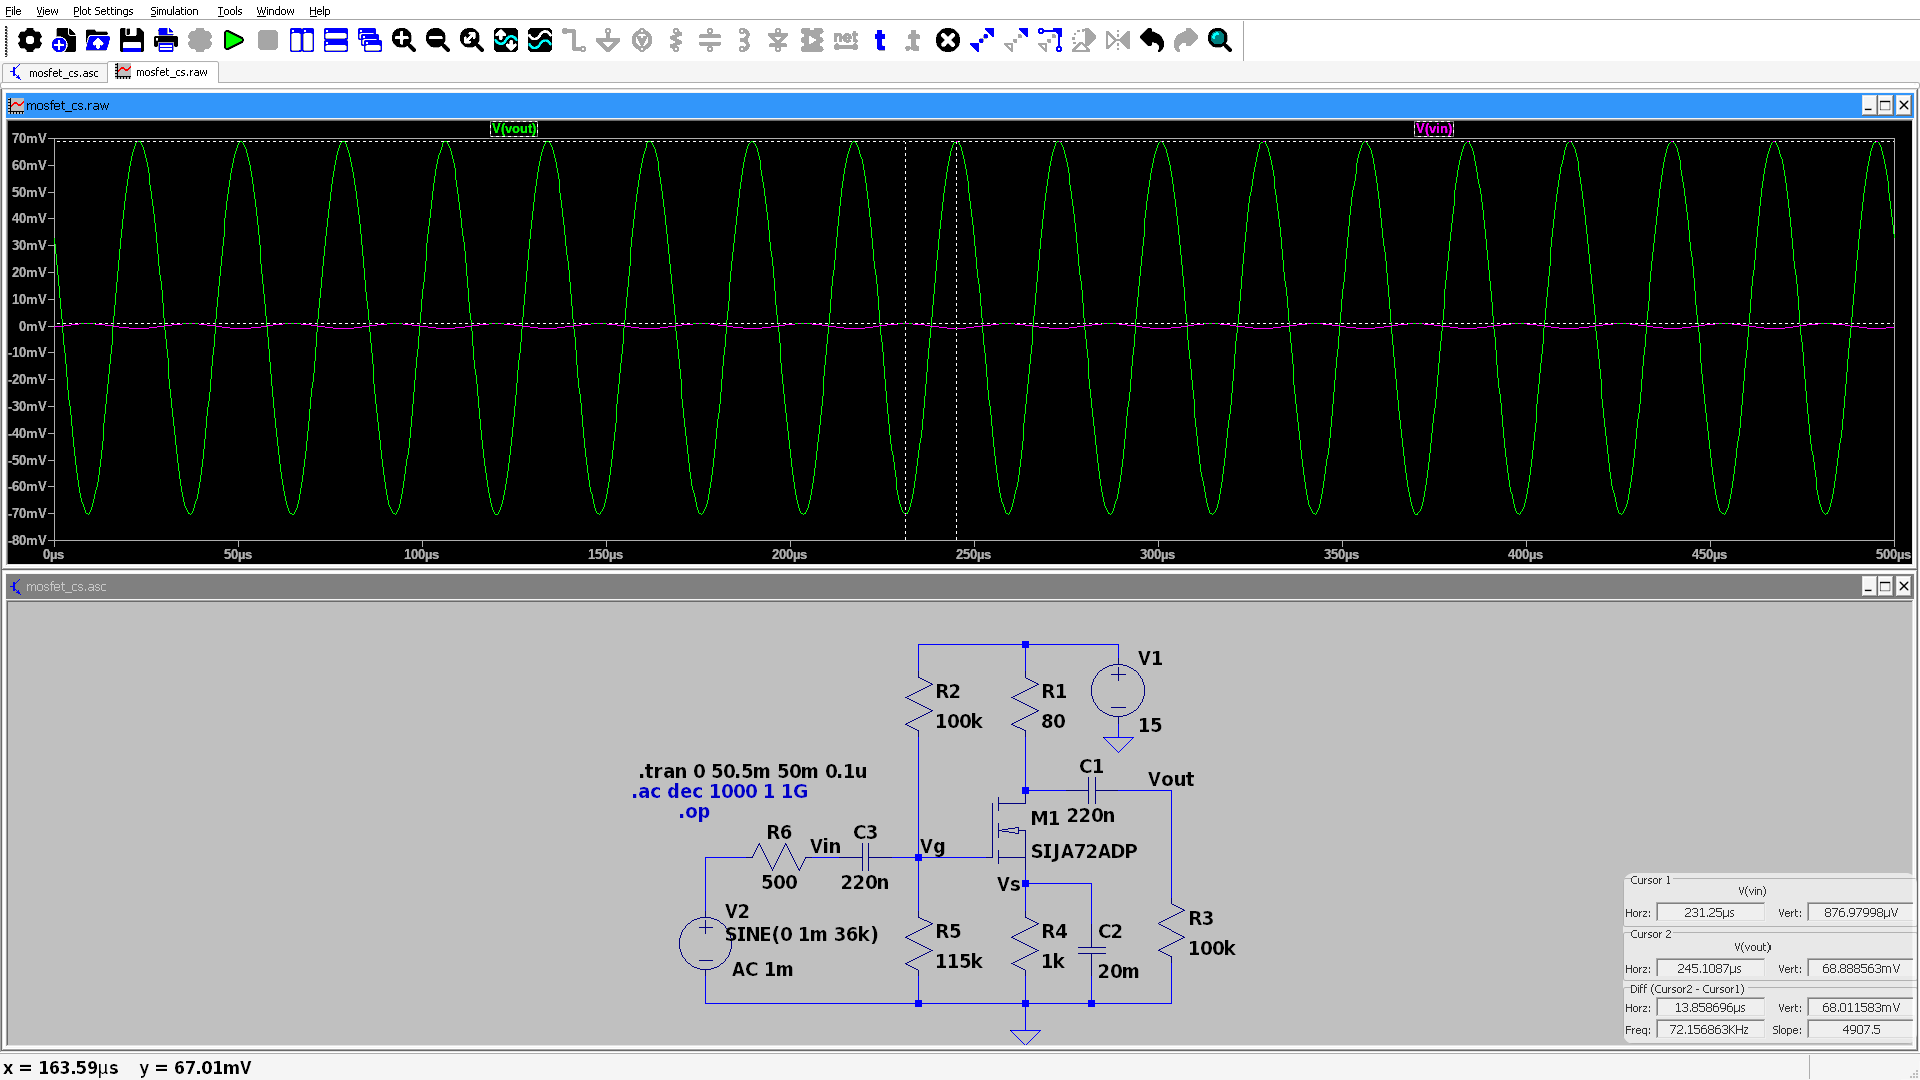 File View Plot Settings Simulation Tools Window Help
net t t
mosfet_cs.asc mosfet_cs.raw
mosfet_cs.raw
V(vout) V(vin)
70mV
60mV
50mV
40mV
30mV
20mV
10mV
0mV
-10mV
-20mV
-30mV
-40mV
-50mV
-60mV
-70mV
-80mV
0µs 50µs 100µs 150µs 200µs 250µs 300µs 350µs 400µs 450µs 500µs
mosfet_cs.asc
V1
15
R2
100k
R1
80
.tran 0 50.5m 50m 0.1u
.ac dec 1000 1 1G
.op
C1
220n
Vout
M1
SIJA72ADP
R6
500
Vin
C3
220n
Vg
Vs
V2
SINE(0 1m 36k)
AC 1m
R5
115k
R4
1k
C2
20m
R3
100k
Cursor 1
V(vin)
Horz: 231.25µs Vert: 876.97998µV
Cursor 2
V(vout)
Horz: 245.1087µs Vert: 68.888563mV
Diff (Cursor2 - Cursor1)
Horz: 13.858696µs Vert: 68.011583mV
Freq: 72.156863KHz Slope: 4907.5
x = 163.59µs y = 67.01mV